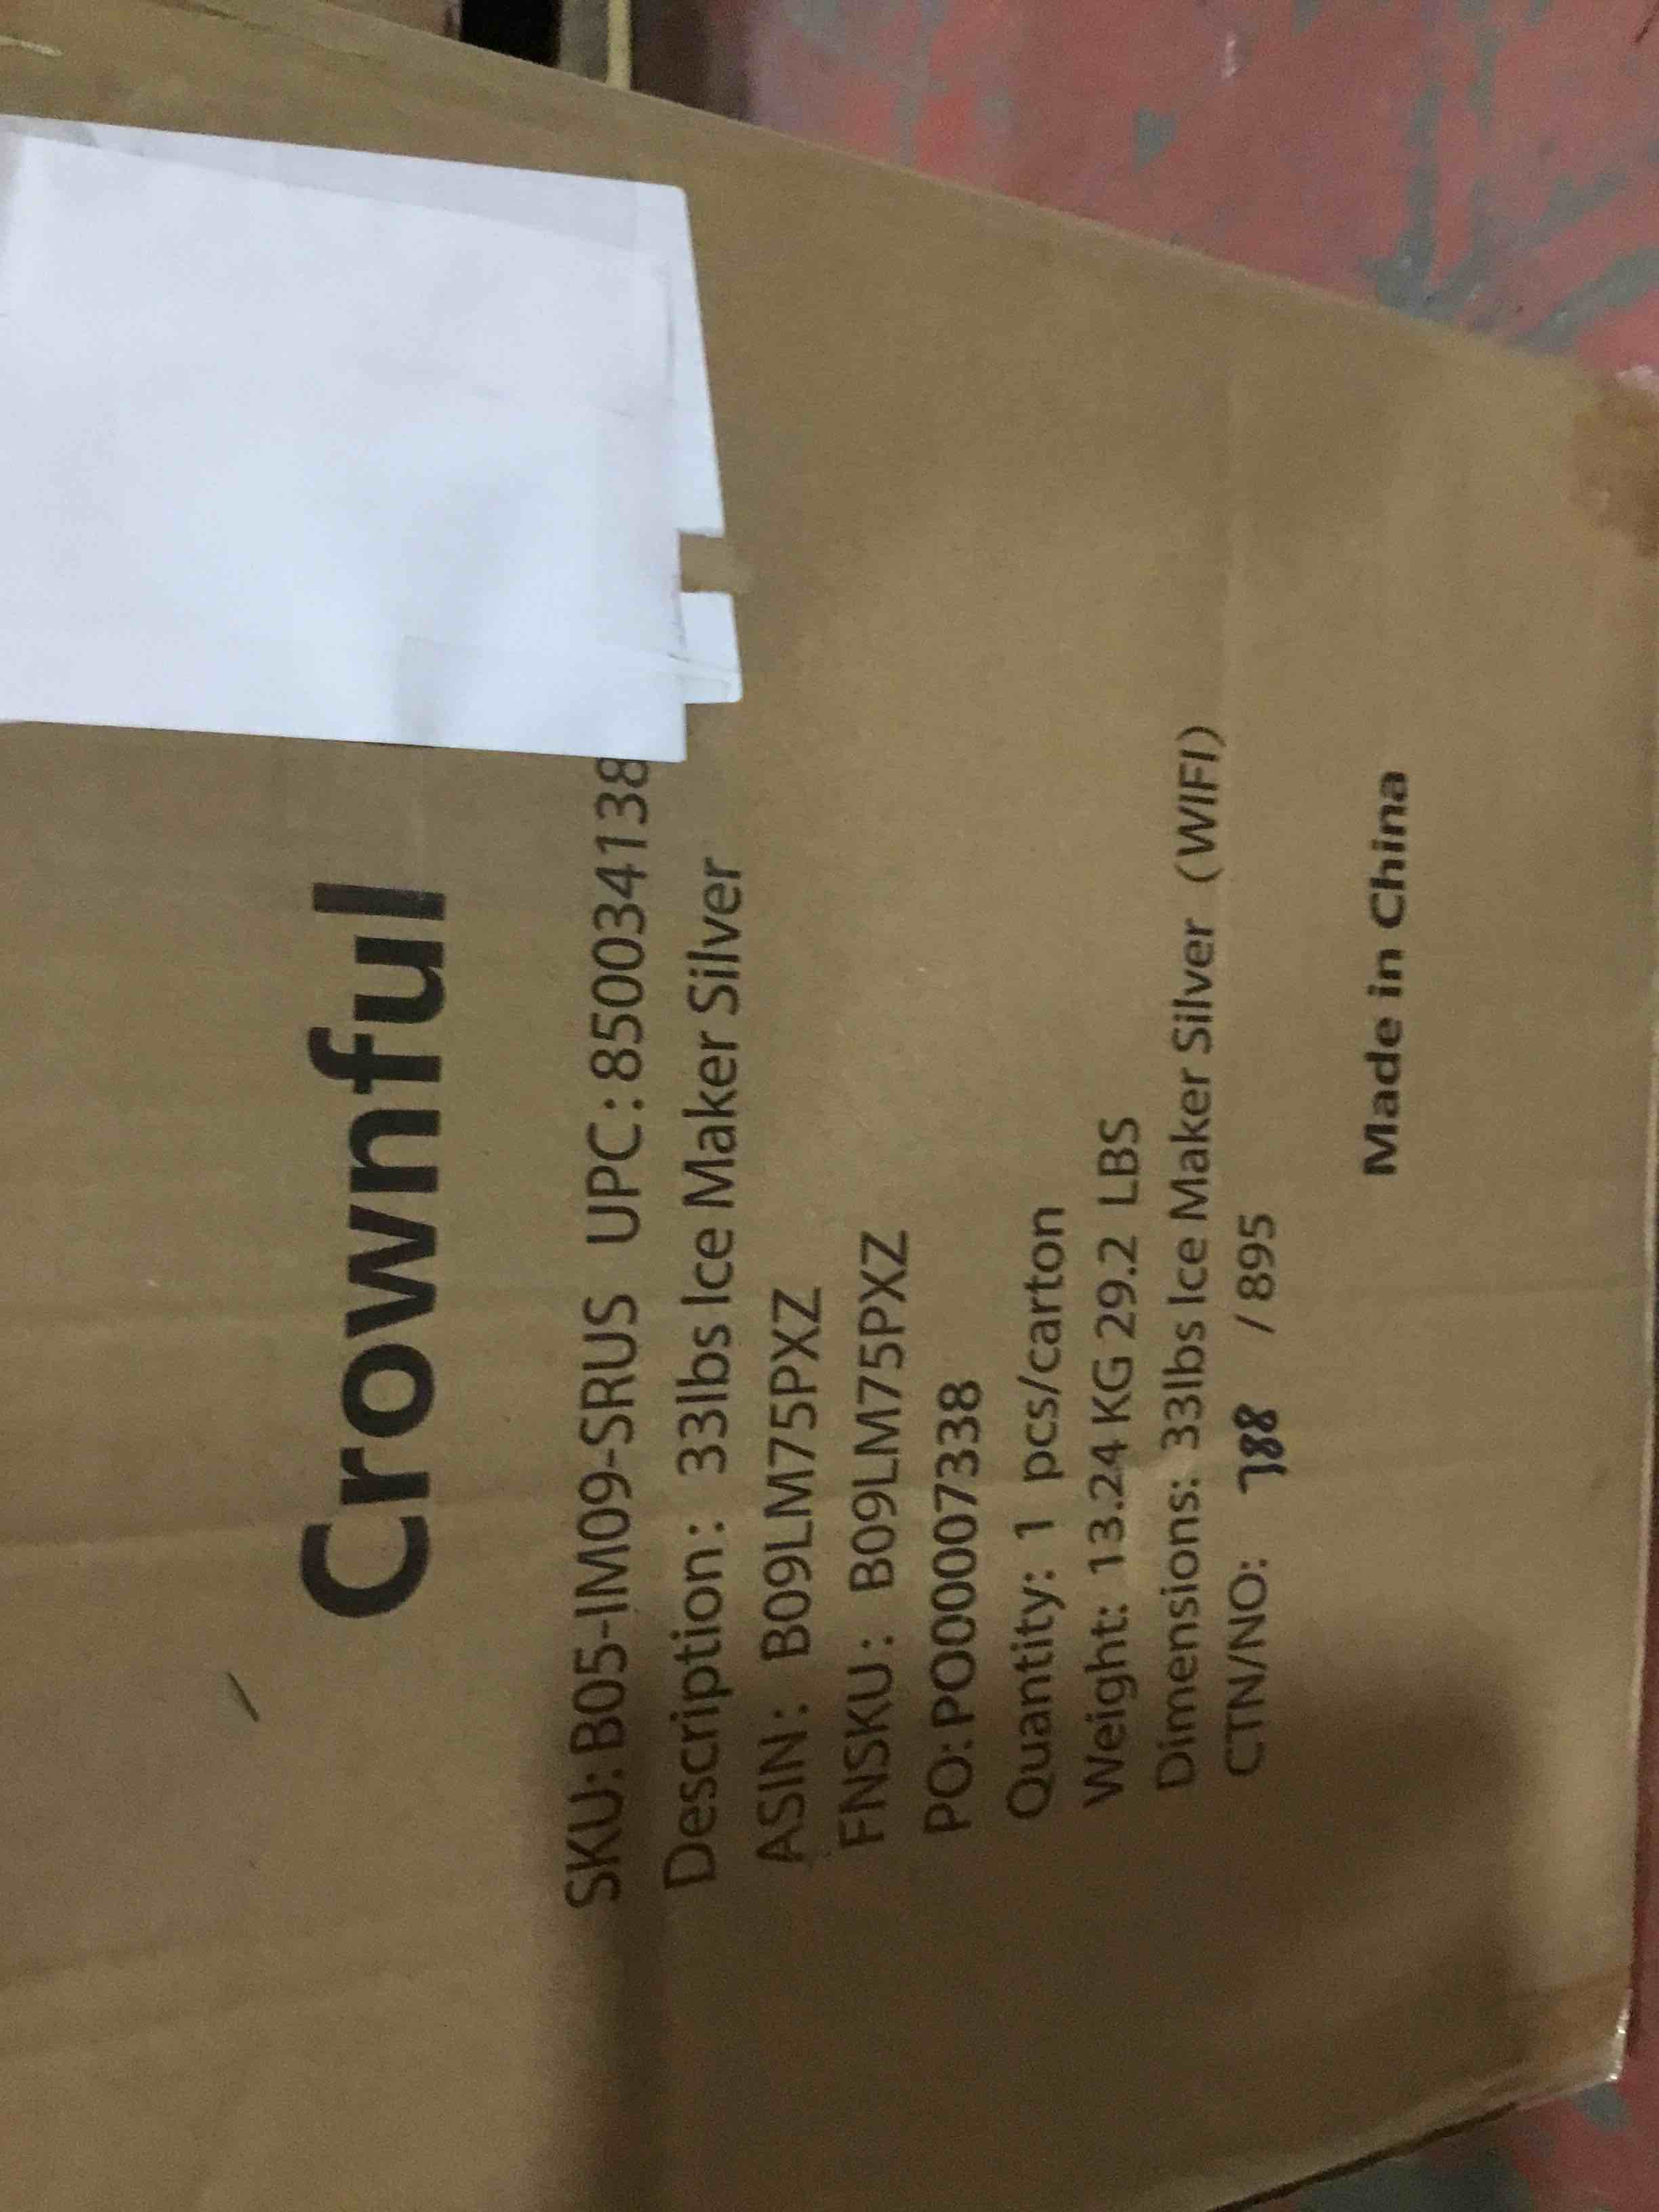 Crownful
SKU: B05-IM09-SRUS UPC: 850034138
Description: 33lbs Ice Maker Silver
ASIN: B09LM75PXZ
FNSKU: B09LM75PXZ
PO: PO0007338
Quantity: 1 pcs/carton
Weight: 13.24 KG 29.2 LBS
Dimensions: 33lbs Ice Maker Silver (WIFI)
CTN/NO: 788 /895
Made in China